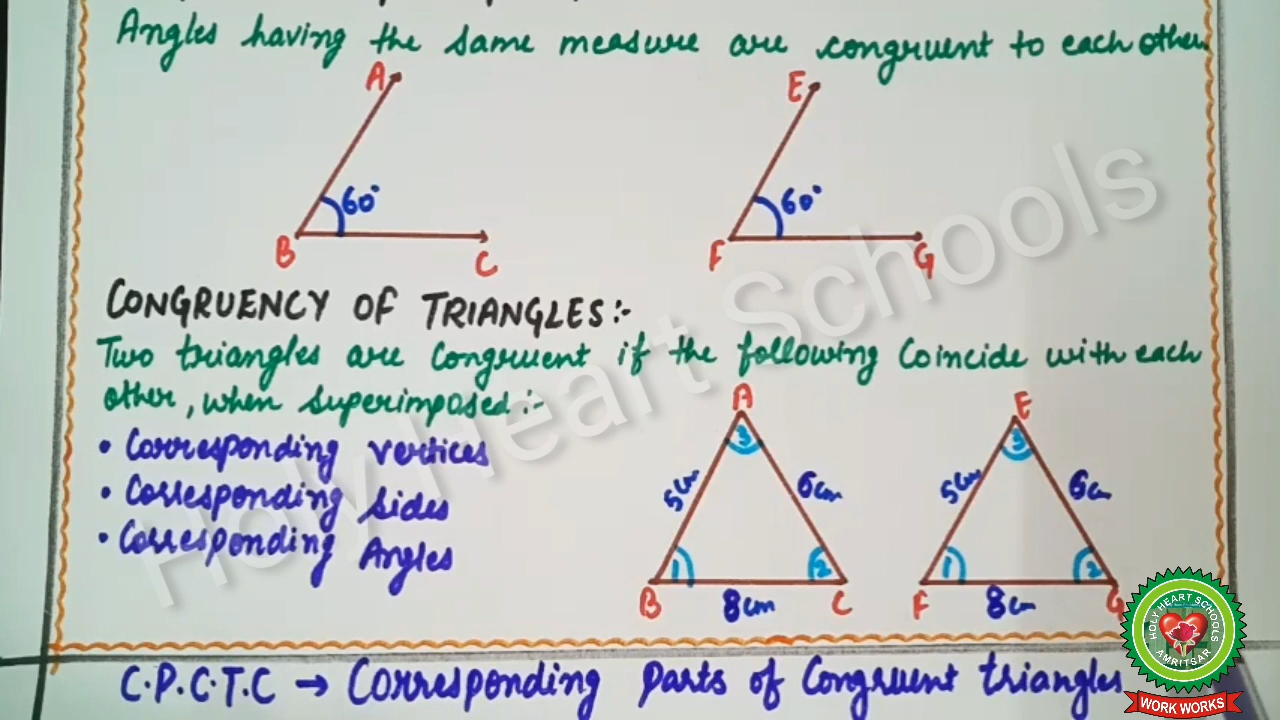 Angles having the same measure are congruent to each other.
A
E
60°
60°
B
C
F
G
CONGRUENCY OF TRIANGLES:-
Two triangles are Congruent if the following Coincide with each
other, when superimposed:-
• Corresponding vertices
• Corresponding Sides
• Corresponding Angles
A
3
5cm
6cm
1
2
B
8cm
C
E
3
5cm
6cm
1
2
F
8cm
G
C.P.C.T.C → Corresponding parts of Congruent triangles
Holy Heart Schools
HOLY HEART SCHOOLS
AMRITSAR
WORK WORKS